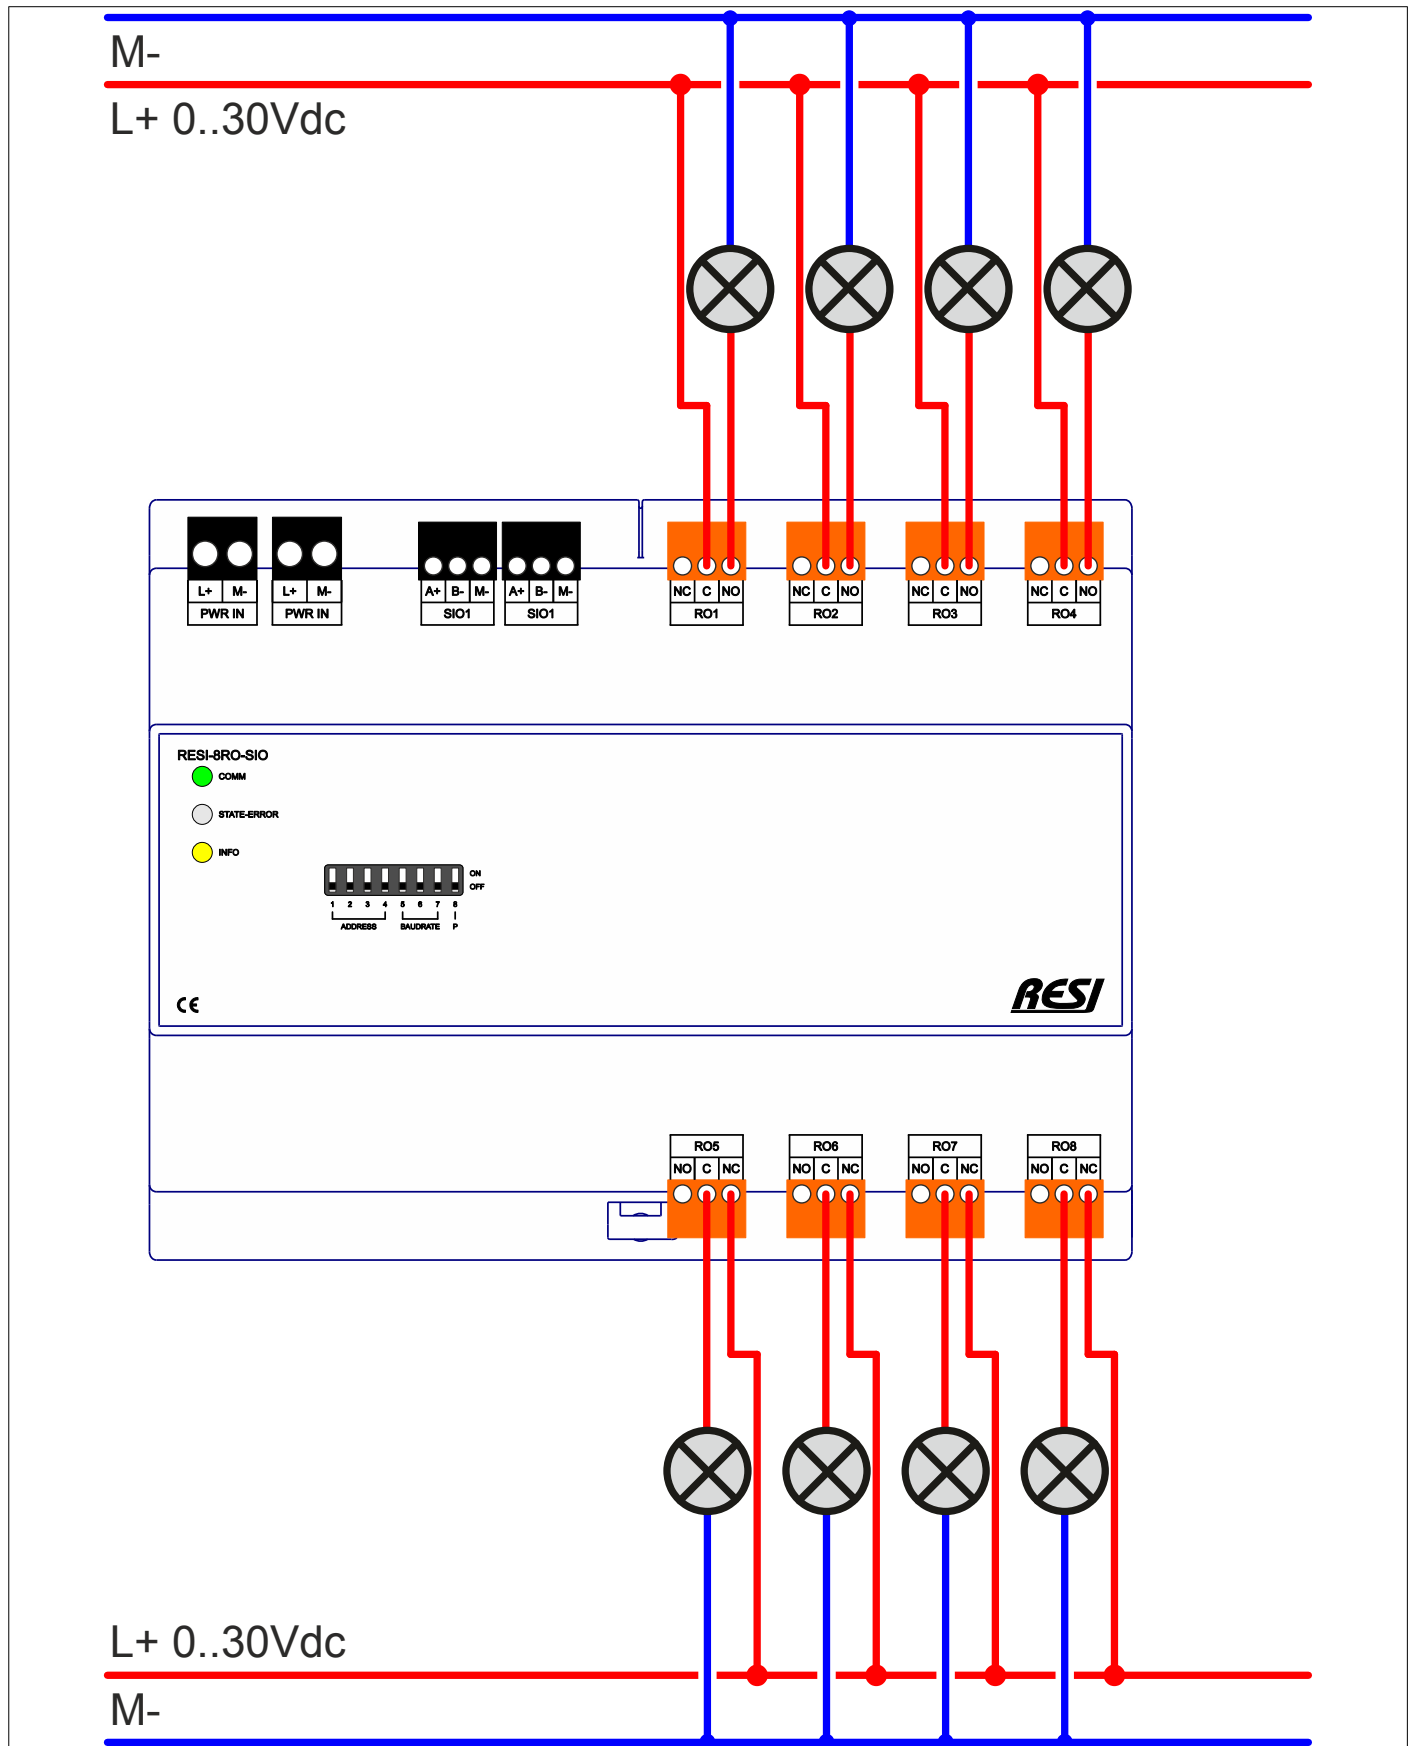 M-
L+ 0..30Vdc
L+ M- L+ M- A+ B- M- A+ B- M- NC C NO NC C NO NC C NO NC C NO
PWR IN PWR IN SIO1 SIO1 RO1 RO2 RO3 RO4
RESI-8RO-SIO
COMM
STATE-ERROR
INFO
ON
OFF
1 2 3 4 5 6 7 8
ADDRESS BAUDRATE P
CE RESI
RO5 RO6 RO7 RO8
NO C NC NO C NC NO C NC NO C NC
L+ 0..30Vdc
M-